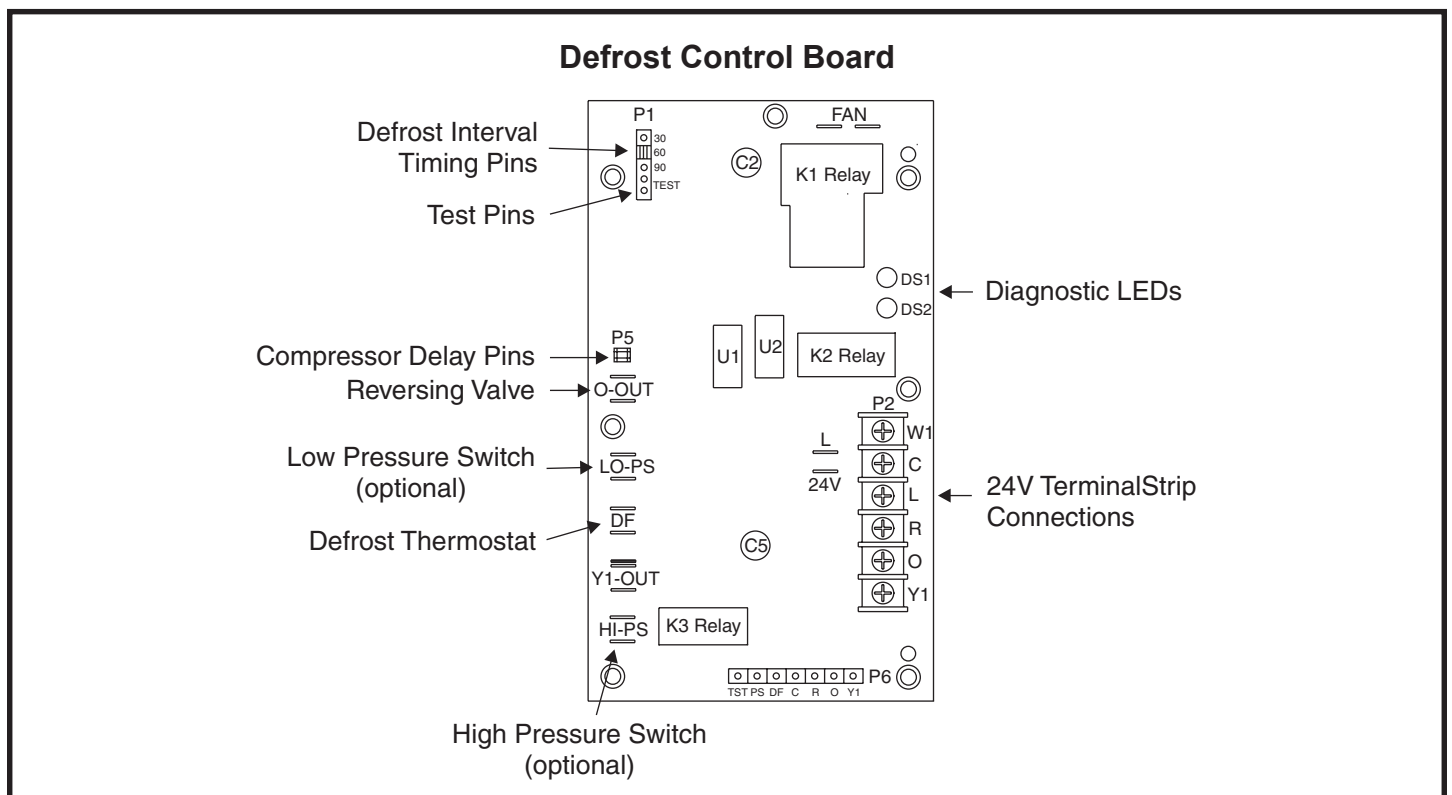 Defrost Control Board
P1
FAN
Defrost Interval
Timing Pins
30
60
90
TEST
C2
K1 Relay
Test Pins
DS1
DS2
Diagnostic LEDs
P5
U1
U2
K2 Relay
Compressor Delay Pins
Reversing Valve
O-OUT
P2
W1
C
L
R
O
Y1
L
24V
24V TerminalStrip
Connections
Low Pressure Switch
(optional)
LO-PS
DF
Defrost Thermostat
C5
Y1-OUT
HI-PS
K3 Relay
P6
TST PS DF C R O Y1
High Pressure Switch
(optional)